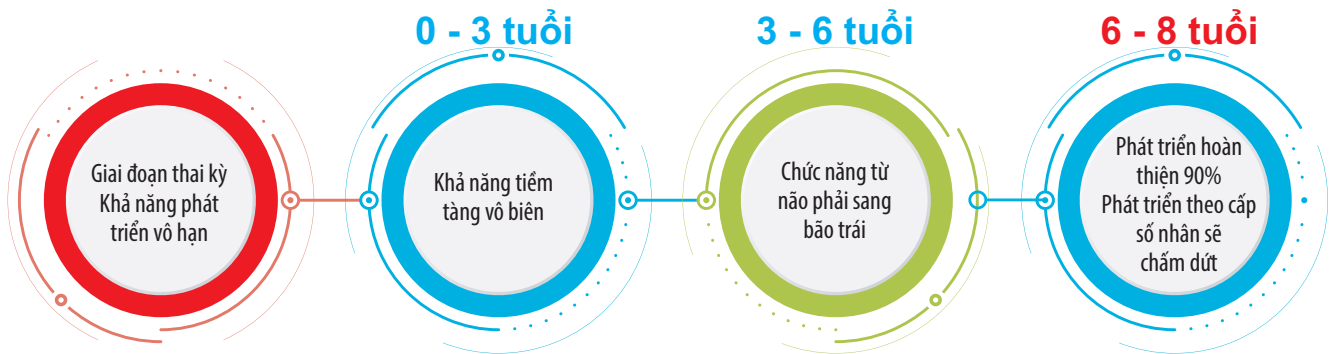 Giai đoạn thai kỳ
Khả năng phát
triển vô hạn
0 - 3 tuổi
Khả năng tiềm
tàng vô biên
3 - 6 tuổi
Chức năng từ
não phải sang
bão trái
6 - 8 tuổi
Phát triển hoàn
thiện 90%
Phát triển theo cấp
số nhân sẽ
chấm dứt